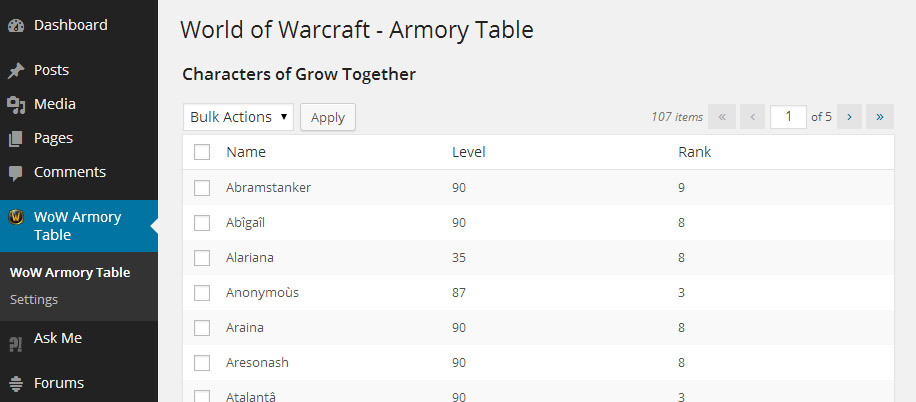 Dashboard
Posts
Media
Pages
Comments
WoW Armory
Table
WoW Armory Table
Settings
Ask Me
Forums
World of Warcraft - Armory Table
Characters of Grow Together
Bulk Actions Apply 107 items « ‹ 1 of 5 › »
Name Level Rank
Abramstanker 90 9
Abîgaîl 90 8
Alariana 35 8
Anonymoùs 87 3
Araina 90 8
Aresonash 90 8
Atalantâ 90 3